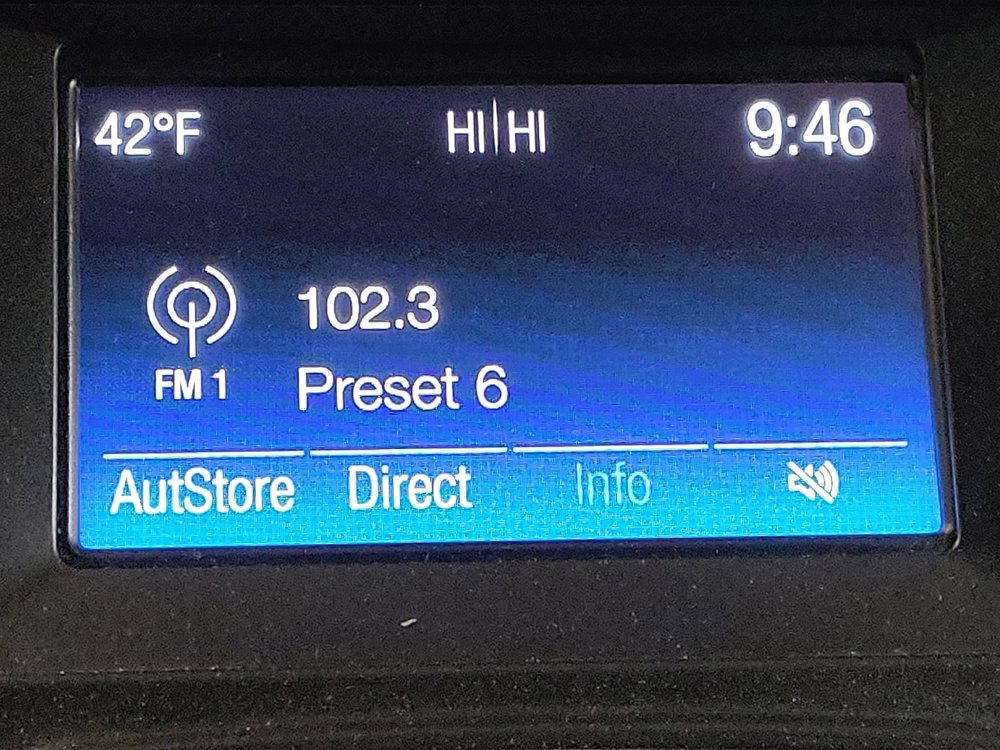 42°F HI|HI 9:46
102.3
FM 1 Preset 6
AutStore Direct Info